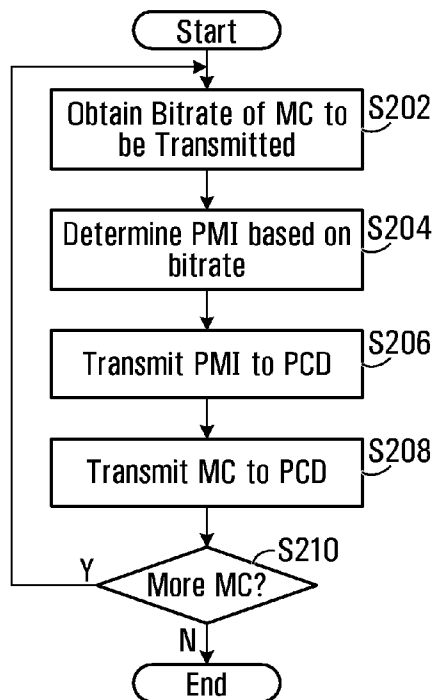 Start
Obtain Bitrate of MC to
be Transmitted
S202
Determine PMI based on
bitrate
S204
Transmit PMI to PCD
S206
Transmit MC to PCD
S208
More MC?
S210
Y
N
End